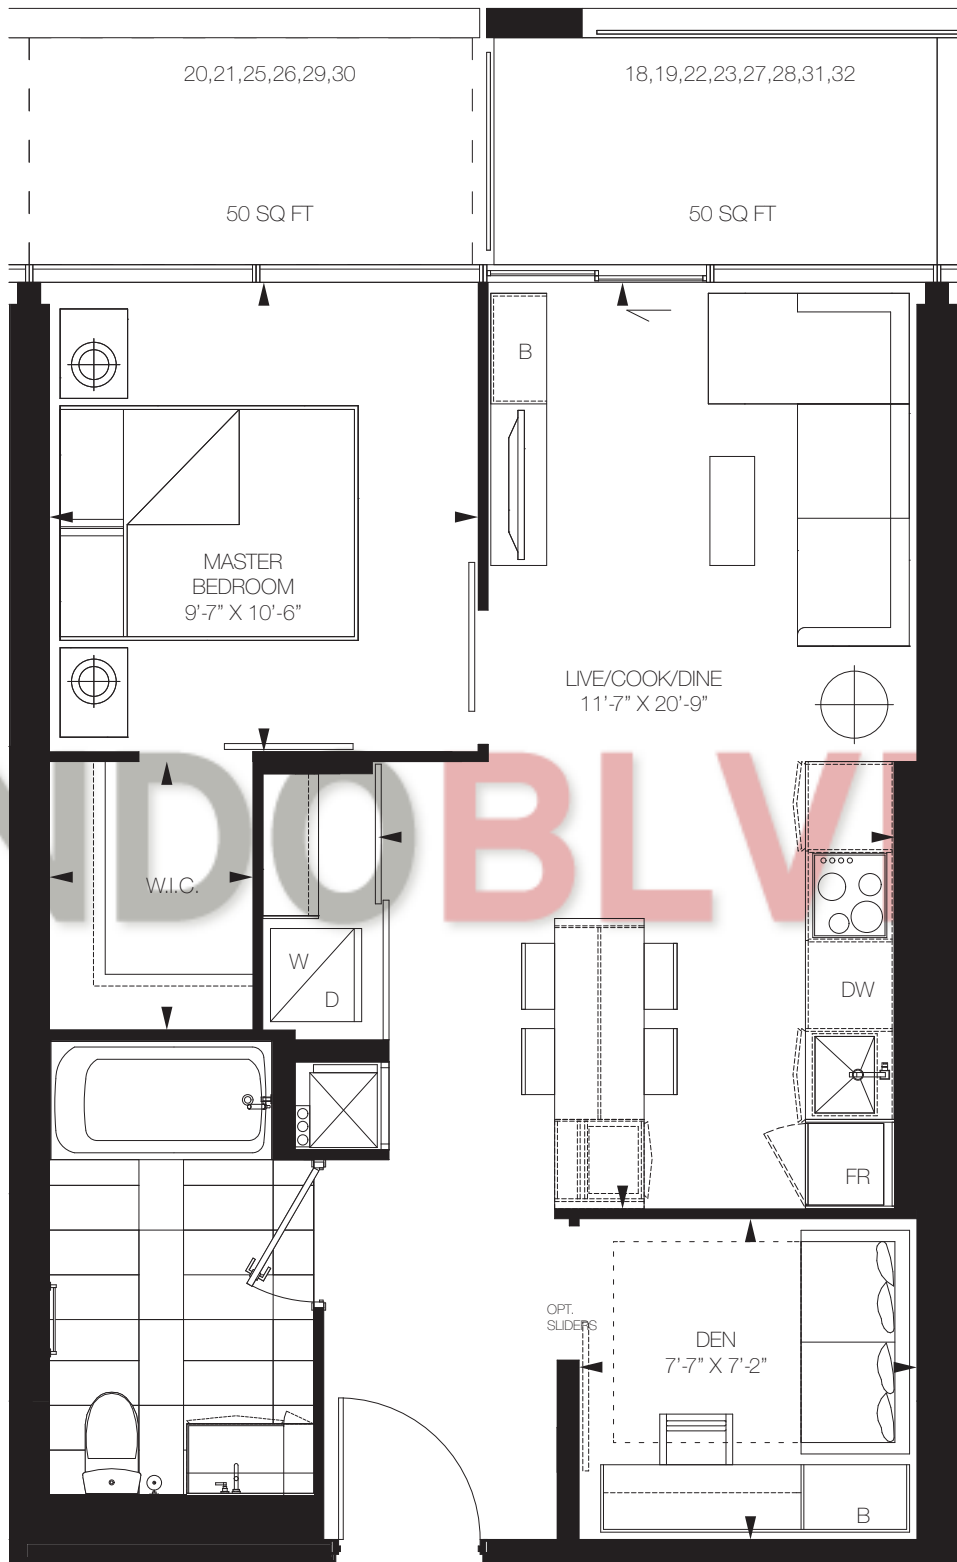 20,21,25,26,29,30
18,19,22,23,27,28,31,32
50 SQ FT
50 SQ FT
B
MASTER
BEDROOM
9'-7" X 10'-6"
LIVE/COOK/DINE
11'-7" X 20'-9"
NDOBLV
W.I.C.
W
D
DW
FR
OPT.
SLIDERS
DEN
7'-7" X 7'-2"
B